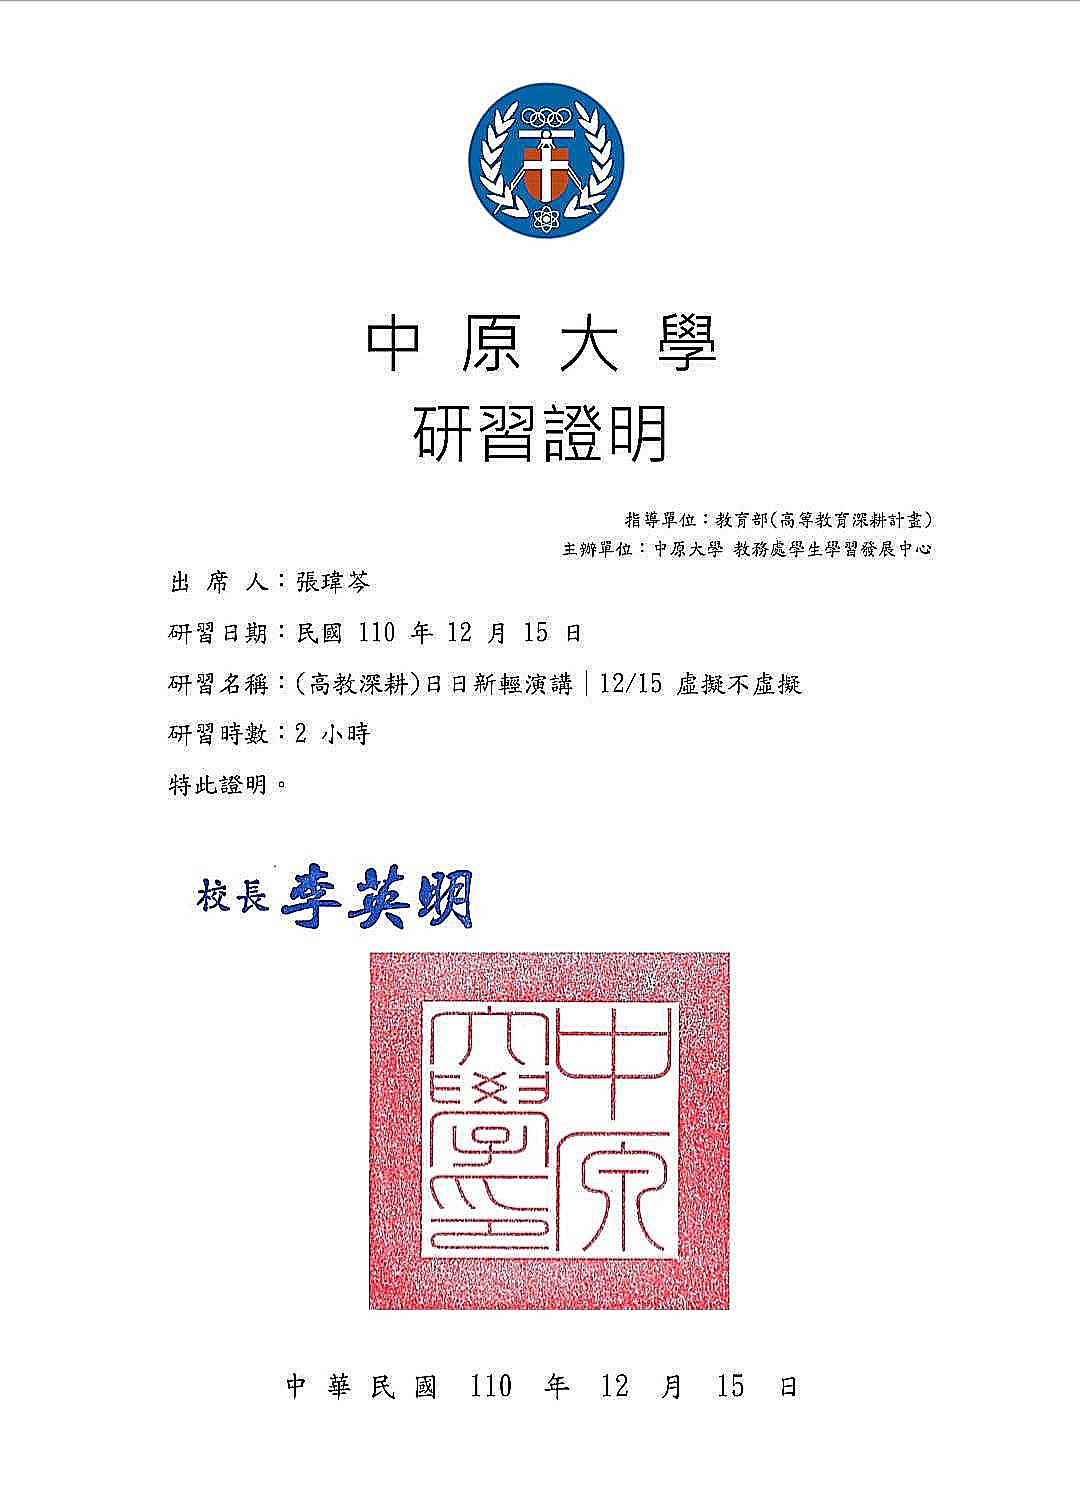 中原大學
研習證明
指導單位：教育部(高等教育深耕計畫)
主辦單位：中原大學 教務處學生學習發展中心
出 席 人：張瑋芩
研習日期：民國 110 年 12 月 15 日
研習名稱：(高教深耕)日日新輕演講│12/15 虛擬不虛擬
研習時數：2 小時
特此證明。
校長 李英明
中原大學印
中華民國 110 年 12 月 15 日